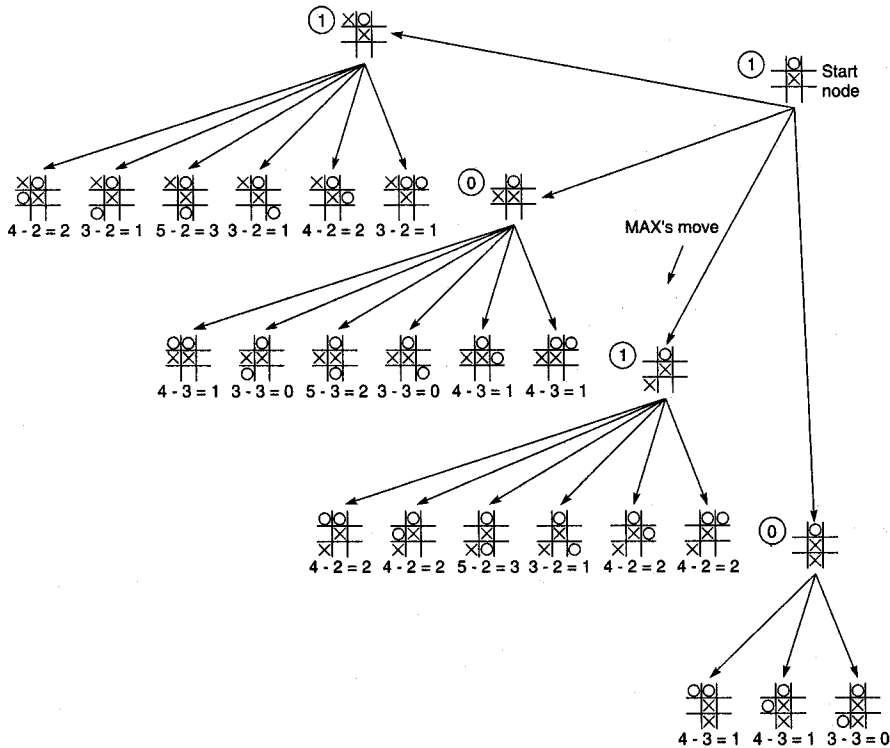 1
1
Start
node
4 - 2 = 2 3 - 2 = 1 5 - 2 = 3 3 - 2 = 1 4 - 2 = 2 3 - 2 = 1
0
MAX's move
4 - 3 = 1 3 - 3 = 0 5 - 3 = 2 3 - 3 = 0 4 - 3 = 1 4 - 3 = 1
1
4 - 2 = 2 4 - 2 = 2 5 - 2 = 3 3 - 2 = 1 4 - 2 = 2 4 - 2 = 2
0
4 - 3 = 1 4 - 3 = 1 3 - 3 = 0